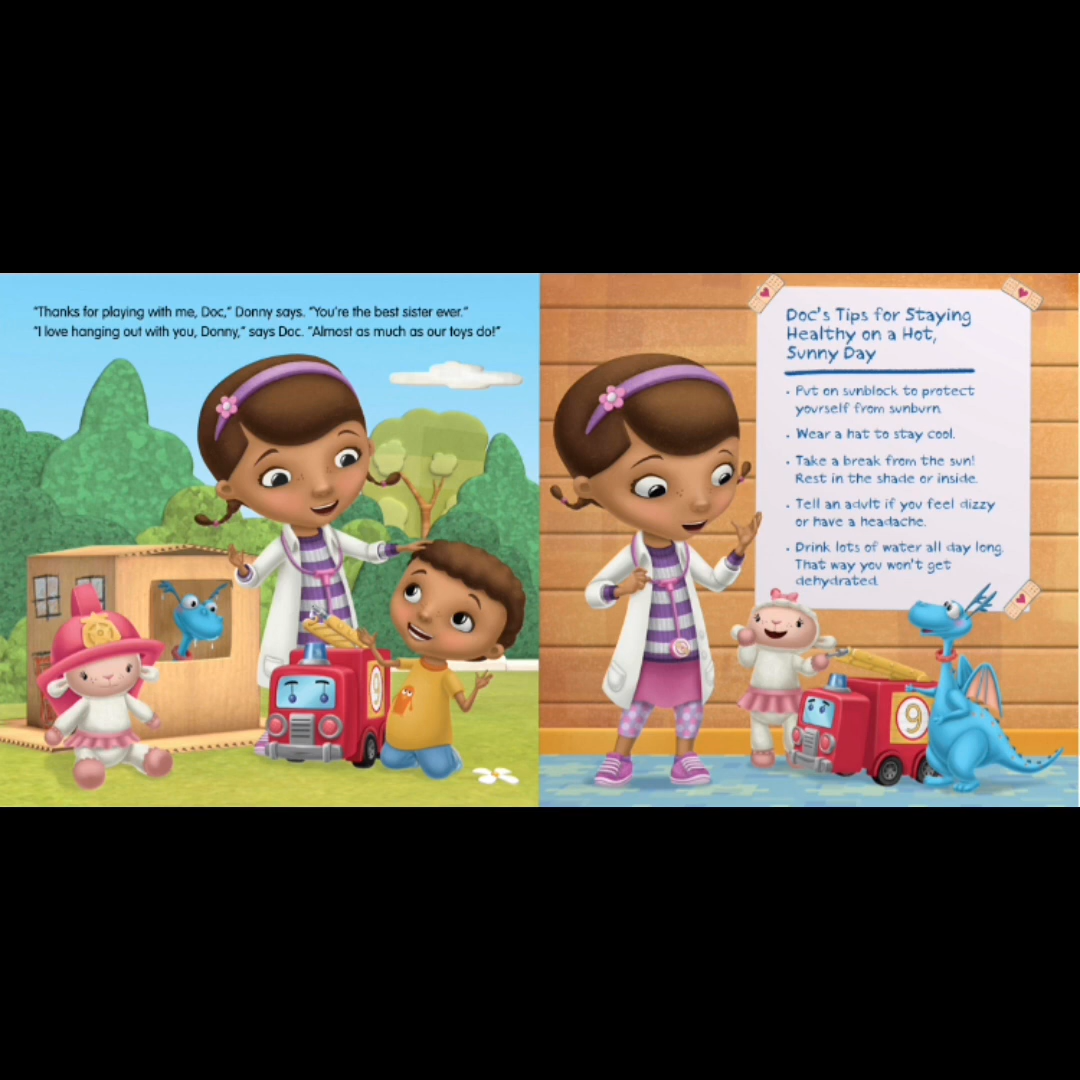 "Thanks for playing with me, Doc," Donny says. "You're the best sister ever."
"I love hanging out with you, Donny," says Doc. "Almost as much as our toys do!"
Doc's Tips for Staying
Healthy on a Hot,
Sunny Day
• Put on sunblock to protect
yourself from sunburn.
• Wear a hat to stay cool.
• Take a break from the sun!
Rest in the shade or inside.
• Tell an adult if you feel dizzy
or have a headache.
• Drink lots of water all day long.
That way you won't get
dehydrated.
9
9